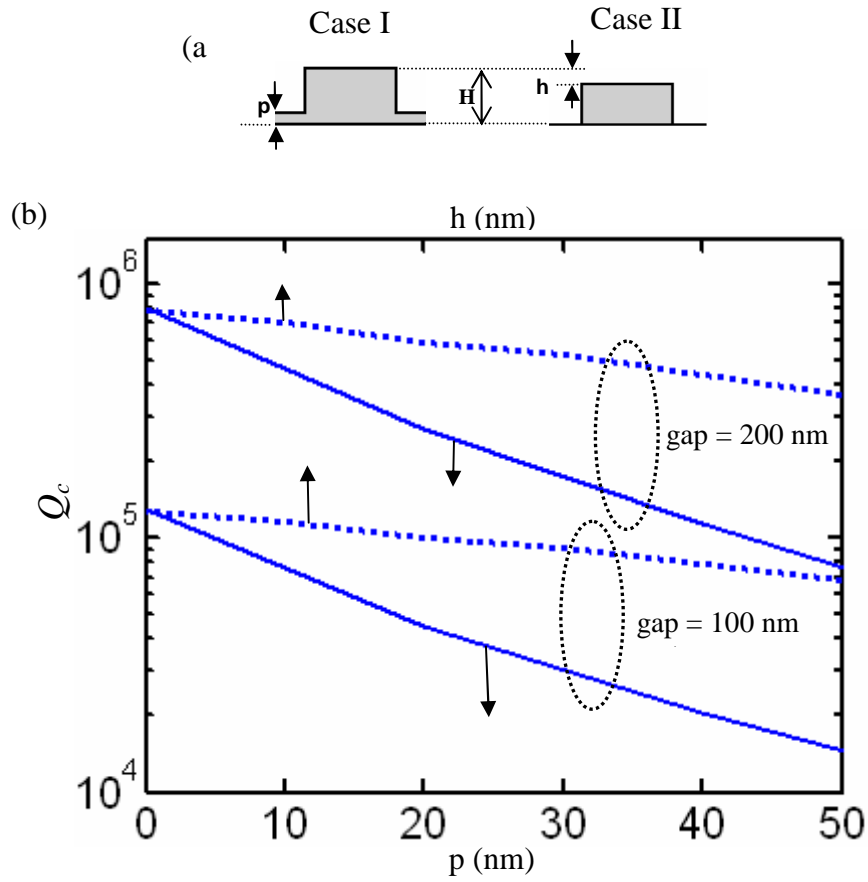 Case I
Case II
(a
p
H
h
(b)
h (nm)
10^6
10^5
10^4
Q_c
gap = 200 nm
gap = 100 nm
0 10 20 30 40 50
p (nm)